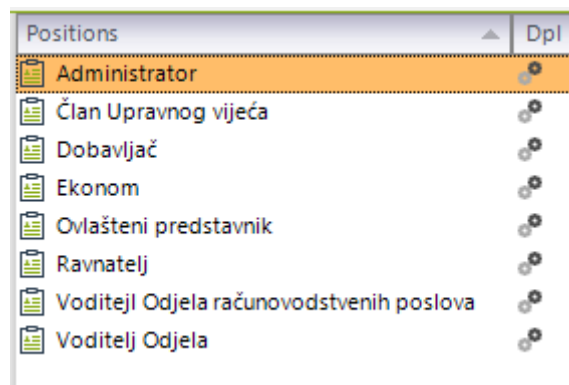 Positions Dpl
Administrator
Član Upravnog vijeća
Dobavljač
Ekonom
Ovlašteni predstavnik
Ravnatelj
Voditejl Odjela računovodstvenih poslova
Voditelj Odjela